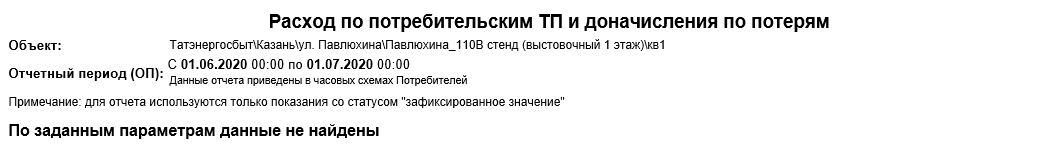 Расход по потребительским ТП и доначисления по потерям
Объект: Татэнергосбыт\Казань\ул. Павлюхина\Павлюхина_110В стенд (выстовочный 1 этаж)\кв1
Отчетный период (ОП): С 01.06.2020 00:00 по 01.07.2020 00:00
Данные отчета приведены в часовых схемах Потребителей
Примечание: для отчета используются только показания со статусом "зафиксированное значение"
По заданным параметрам данные не найдены